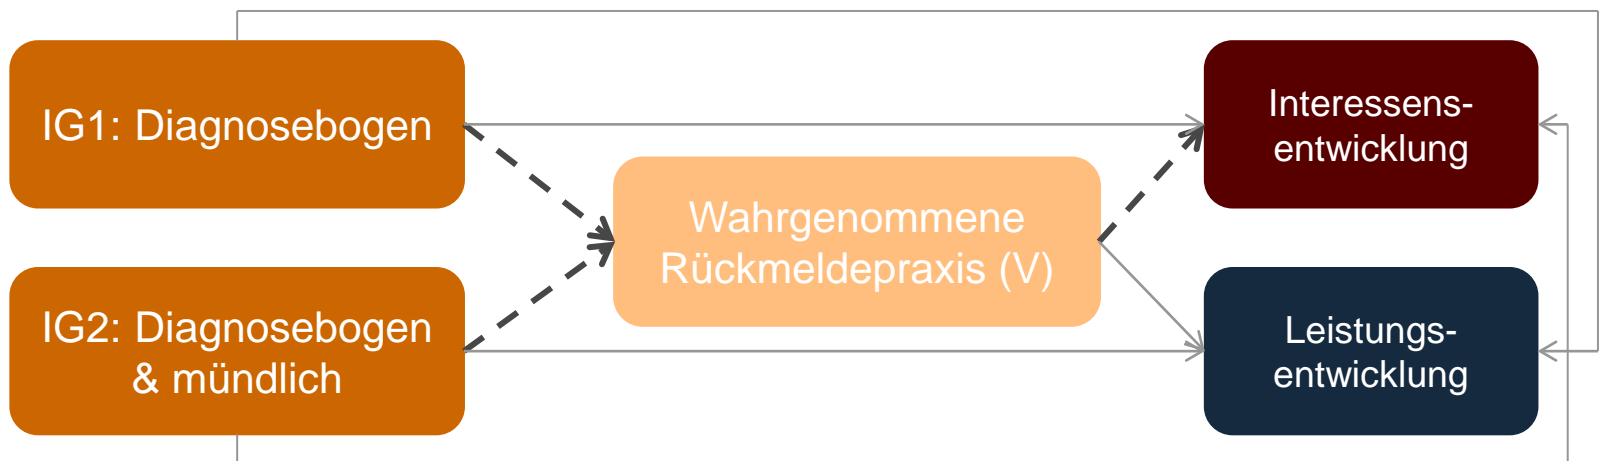 IG1: Diagnosebogen
Interessens-
entwicklung
Wahrgenommene
Rückmeldepraxis (V)
IG2: Diagnosebogen
& mündlich
Leistungs-
entwicklung